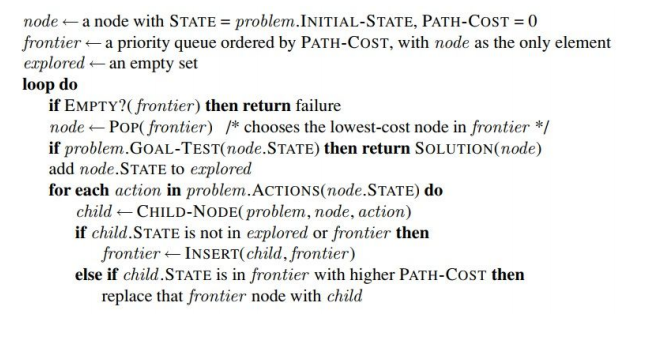 node ← a node with STATE = problem.INITIAL-STATE, PATH-COST = 0
frontier ← a priority queue ordered by PATH-COST, with node as the only element
explored ← an empty set
loop do
if EMPTY?(frontier) then return failure
node ← POP(frontier) /* chooses the lowest-cost node in frontier */
if problem.GOAL-TEST(node.STATE) then return SOLUTION(node)
add node.STATE to explored
for each action in problem.ACTIONS(node.STATE) do
child ← CHILD-NODE(problem, node, action)
if child.STATE is not in explored or frontier then
frontier ← INSERT(child, frontier)
else if child.STATE is in frontier with higher PATH-COST then
replace that frontier node with child